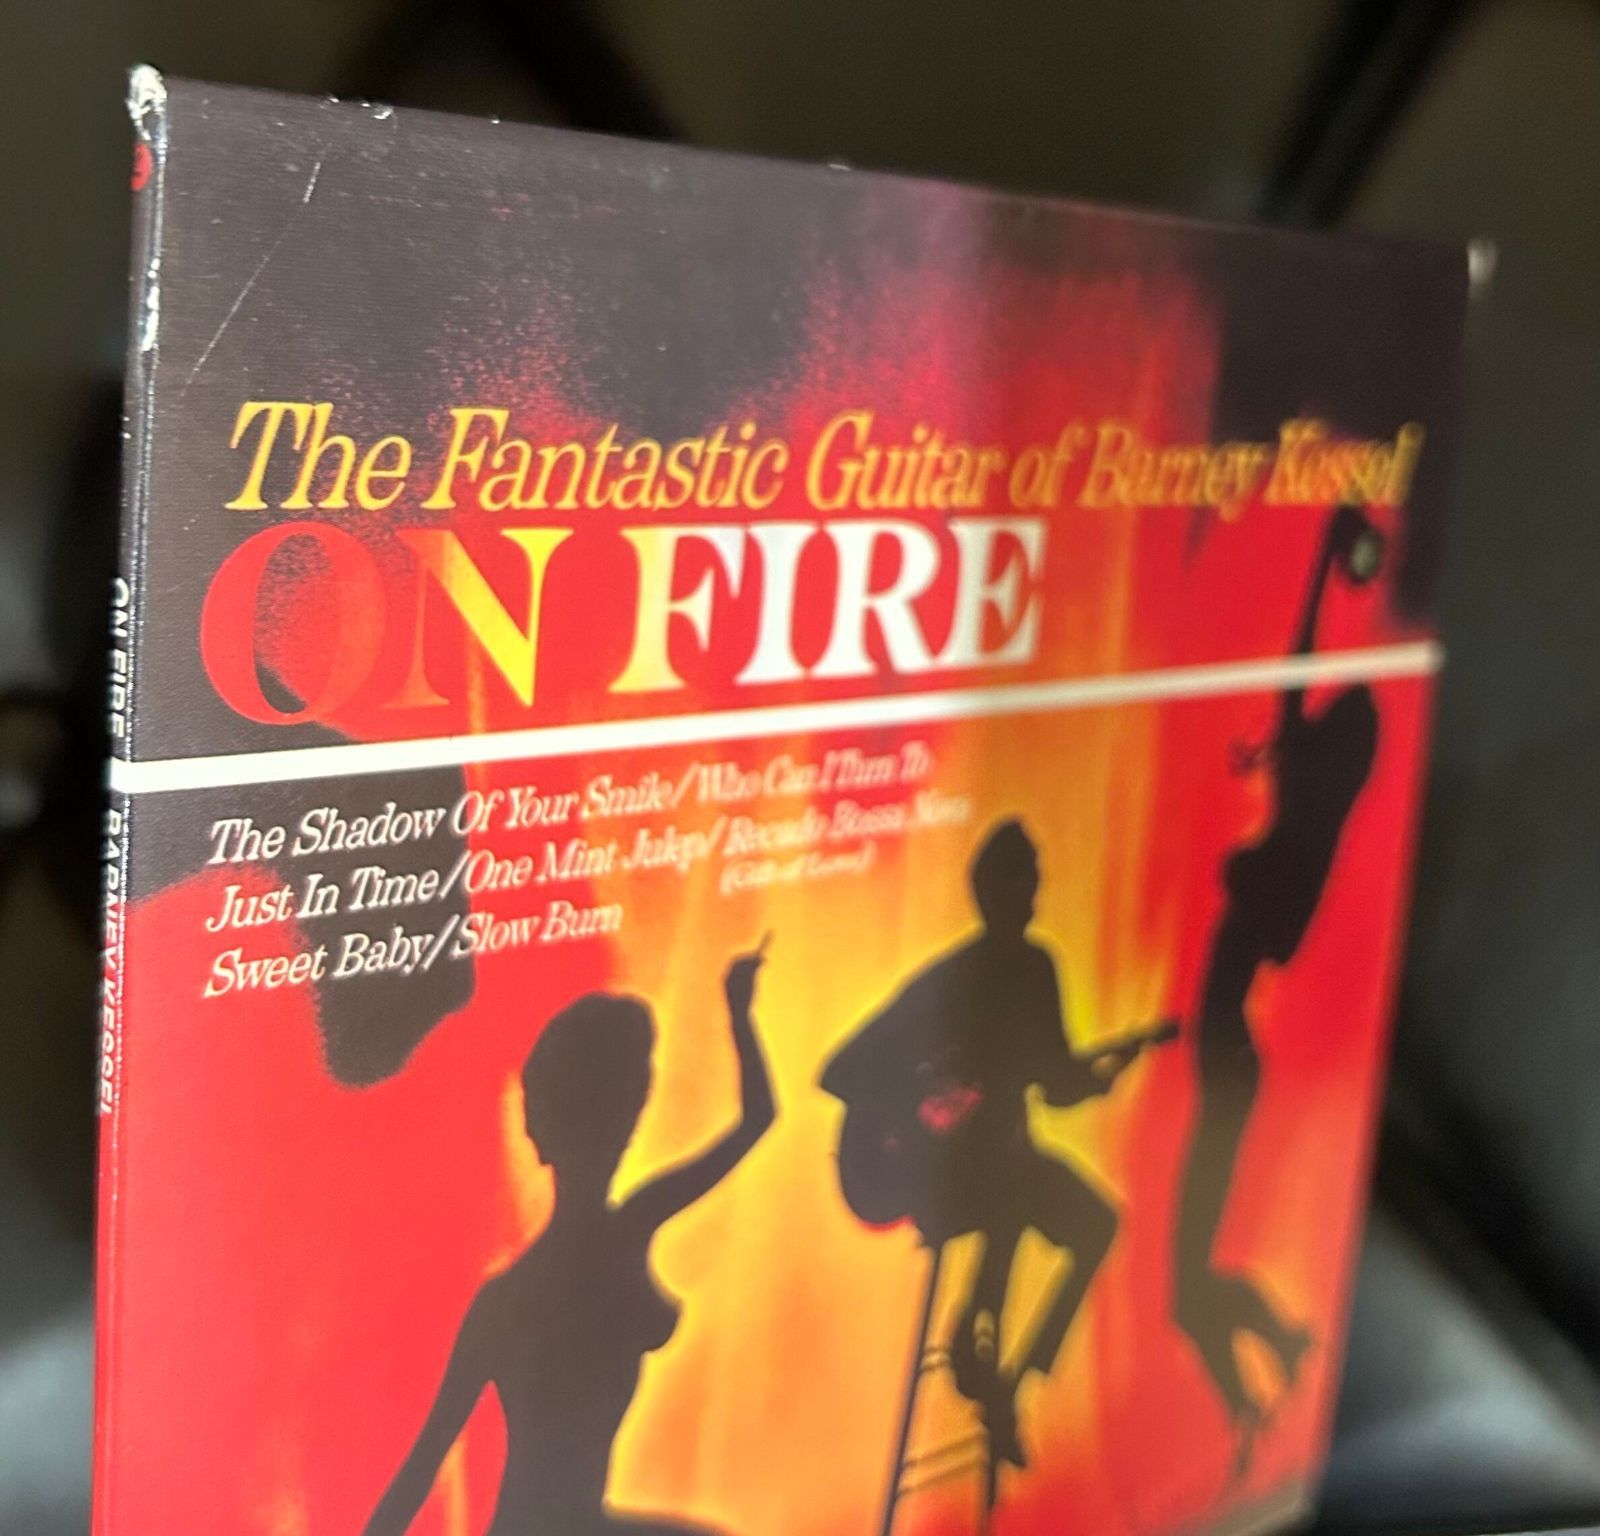 The Fantastic Guitar of Barney Kessel
ON FIRE
The Shadow Of Your Smile/Who Can I Turn To
Just In Time/One Mint Julep/Recado Bossa Nova
(Gift of Love)
Sweet Baby/Slow Burn
ON FIRE BARNEY KESSEL